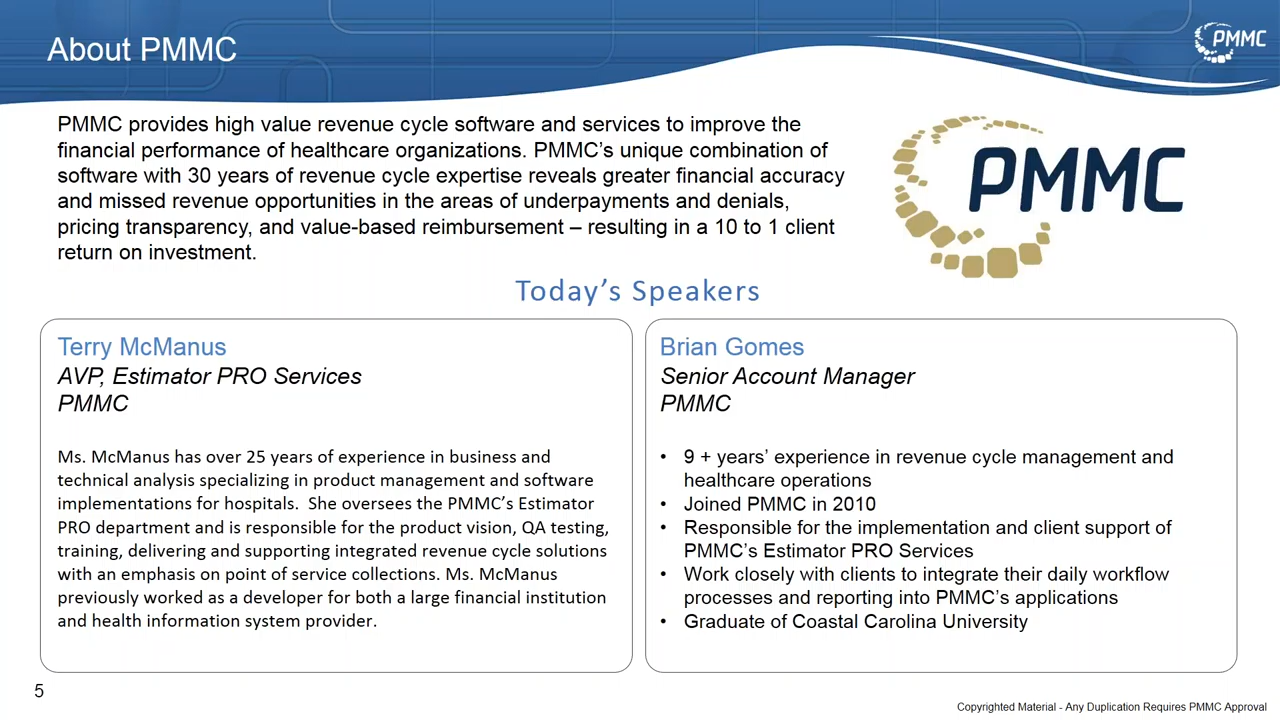 About PMMC
PMMC
PMMC provides high value revenue cycle software and services to improve the
financial performance of healthcare organizations. PMMC’s unique combination of
software with 30 years of revenue cycle expertise reveals greater financial accuracy
and missed revenue opportunities in the areas of underpayments and denials,
pricing transparency, and value-based reimbursement – resulting in a 10 to 1 client
return on investment.
PMMC
Today’s Speakers
Terry McManus
AVP, Estimator PRO Services
PMMC
Ms. McManus has over 25 years of experience in business and
technical analysis specializing in product management and software
implementations for hospitals.  She oversees the PMMC’s Estimator
PRO department and is responsible for the product vision, QA testing,
training, delivering and supporting integrated revenue cycle solutions
with an emphasis on point of service collections. Ms. McManus
previously worked as a developer for both a large financial institution
and health information system provider.
Brian Gomes
Senior Account Manager
PMMC
• 9 + years’ experience in revenue cycle management and
healthcare operations
• Joined PMMC in 2010
• Responsible for the implementation and client support of
PMMC’s Estimator PRO Services
• Work closely with clients to integrate their daily workflow
processes and reporting into PMMC’s applications
• Graduate of Coastal Carolina University
5
Copyrighted Material - Any Duplication Requires PMMC Approval